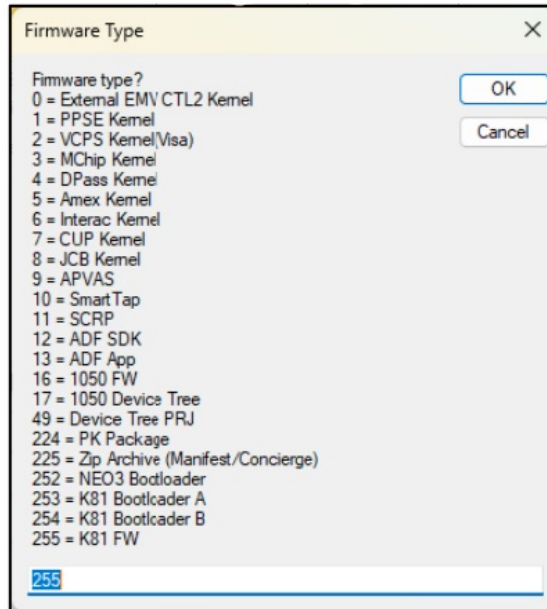 Firmware Type
Firmware type?
0 = External EMV CTL2 Kernel
1 = PPSE Kernel
2 = VCPS Kernel(Visa)
3 = MChip Kernel
4 = DPass Kernel
5 = Amex Kernel
6 = Interac Kernel
7 = CUP Kernel
8 = JCB Kernel
9 = APVAS
10 = SmartTap
11 = SCRP
12 = ADF SDK
13 = ADF App
16 = 1050 FW
17 = 1050 Device Tree
49 = Device Tree PRJ
224 = PK Package
225 = Zip Archive (Manifest/Concierge)
252 = NEO3 Bootloader
253 = K81 Bootloader A
254 = K81 Bootloader B
255 = K81 FW
OK
Cancel
255